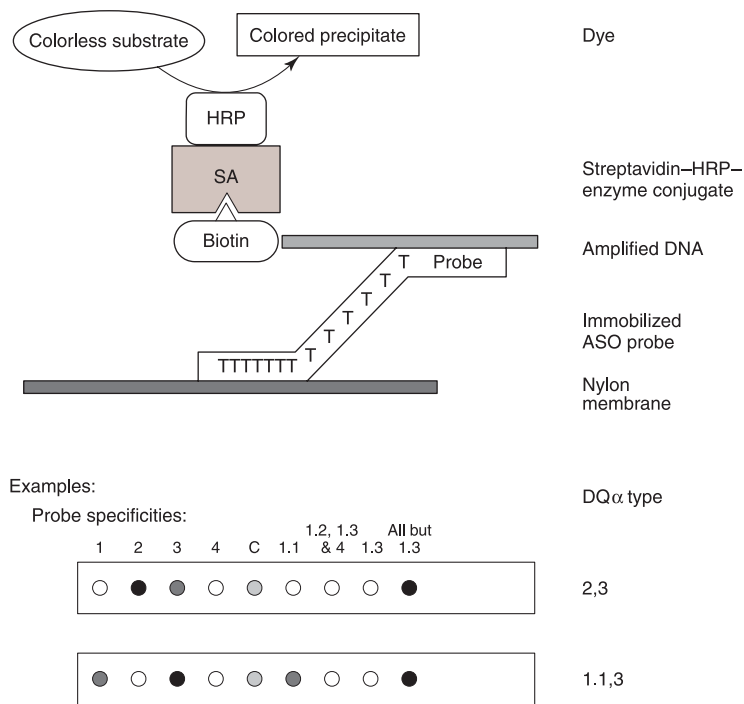 Colorless substrate
Colored precipitate
Dye
HRP
SA
Streptavidin–HRP–
enzyme conjugate
Biotin
Amplified DNA
T Probe
T
T
T
T
T
TTTTTTT
Immobilized
ASO probe
Nylon
membrane
Examples:
DQα type
Probe specificities:
1 2 3 4 C 1.1 1.2, 1.3 & 4 1.3 All but 1.3
2,3
1.1,3